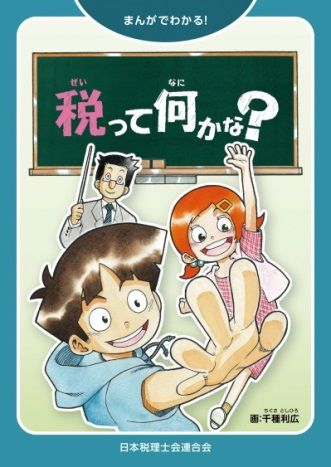 まんがでわかる!
ぜい なに
税って何かな?
ちぐさ としひろ
画:千種利広
日本税理士会連合会